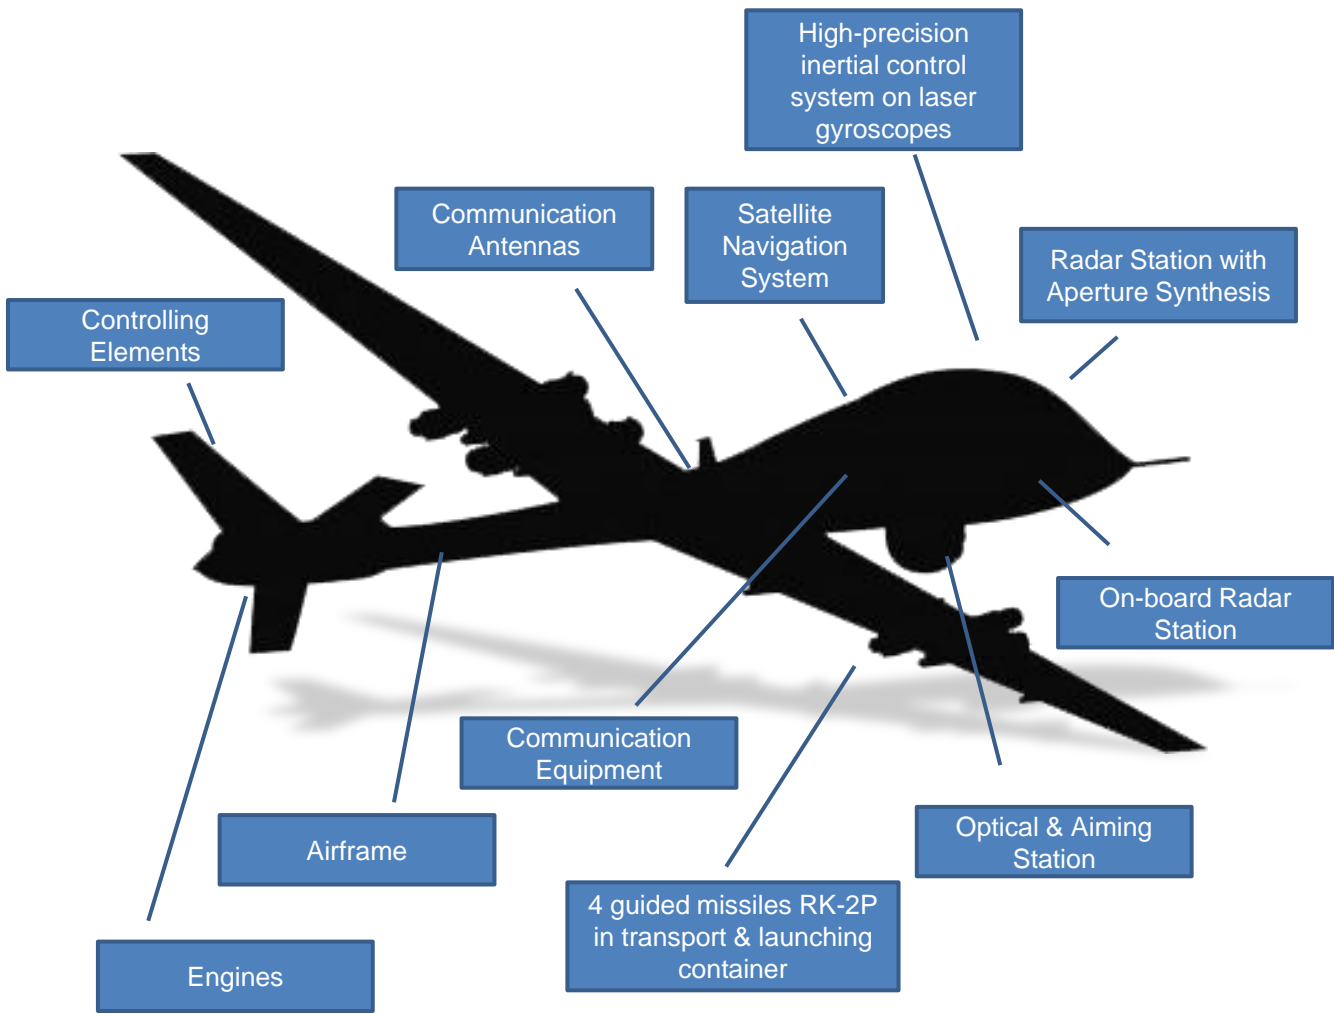 High-precision
inertial control
system on laser
gyroscopes
Communication
Antennas
Satellite
Navigation
System
Radar Station with
Aperture Synthesis
Controlling
Elements
On-board Radar
Station
Communication
Equipment
Airframe
Optical & Aiming
Station
4 guided missiles RK-2P
in transport & launching
container
Engines